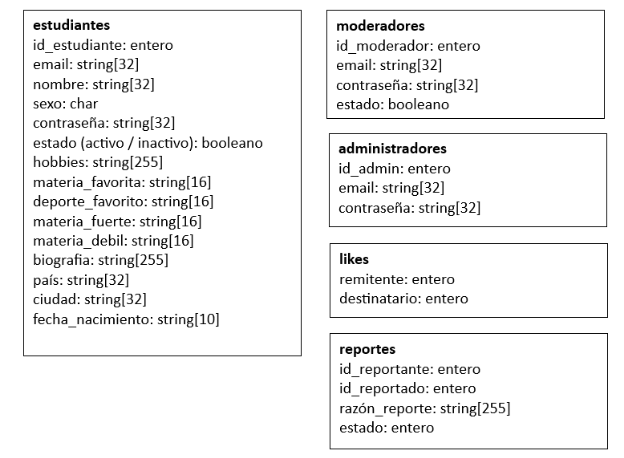 estudiantes
id_estudiante: entero
email: string[32]
nombre: string[32]
sexo: char
contraseña: string[32]
estado (activo / inactivo): booleano
hobbies: string[255]
materia_favorita: string[16]
deporte_favorito: string[16]
materia_fuerte: string[16]
materia_debil: string[16]
biografia: string[255]
país: string[32]
ciudad: string[32]
fecha_nacimiento: string[10]
moderadores
id_moderador: entero
email: string[32]
contraseña: string[32]
estado: booleano
administradores
id_admin: entero
email: string[32]
contraseña: string[32]
likes
remitente: entero
destinatario: entero
reportes
id_reportante: entero
id_reportado: entero
razón_reporte: string[255]
estado: entero